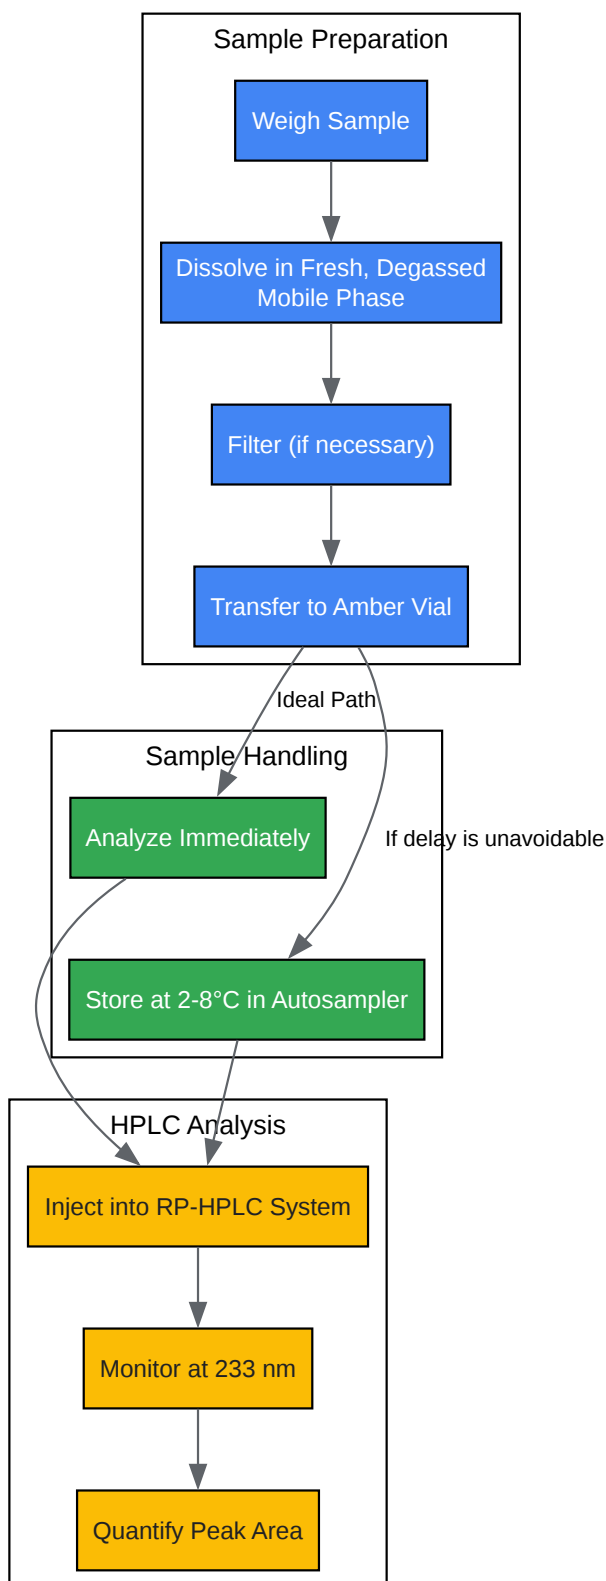 Sample Preparation
Weigh Sample
Dissolve in Fresh, Degassed
Mobile Phase
Filter (if necessary)
Transfer to Amber Vial
Ideal Path
Sample Handling
Analyze Immediately
If delay is unavoidable
Store at 2-8°C in Autosampler
HPLC Analysis
Inject into RP-HPLC System
Monitor at 233 nm
Quantify Peak Area